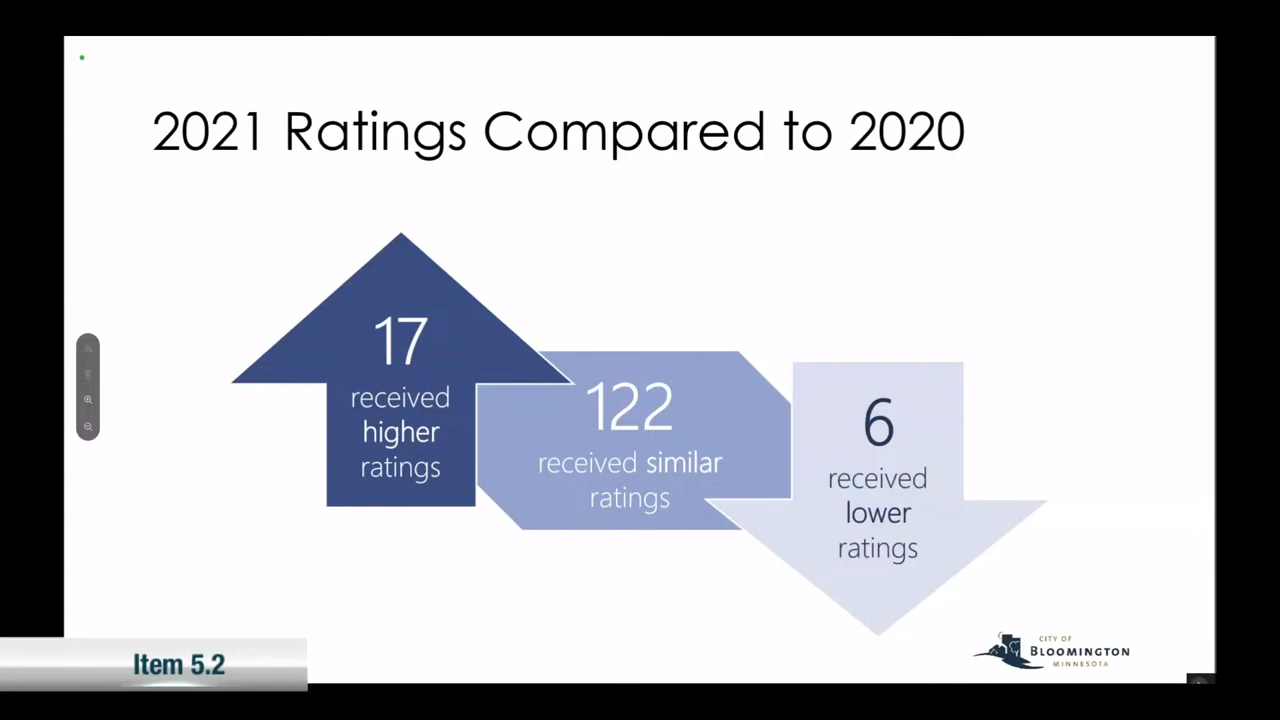 2021 Ratings Compared to 2020
17
received
higher
ratings
122
received similar
ratings
6
received
lower
ratings
CITY OF
BLOOMINGTON
MINNESOTA
Item 5.2